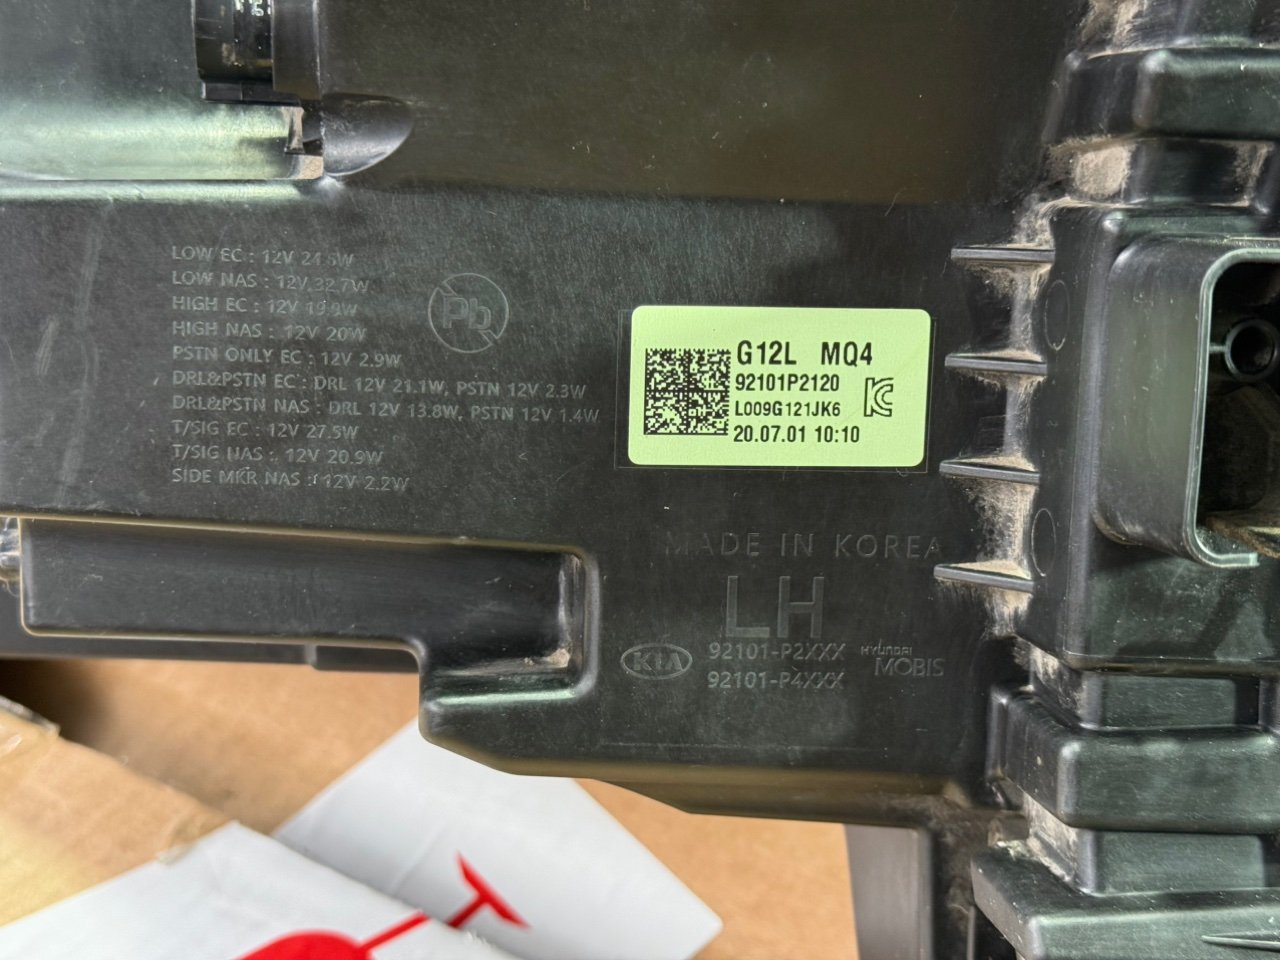 LOW EC : 12V 24.6W
LOW NAS : 12V 32.7W
HIGH EC : 12V 19.9W
HIGH NAS : 12V 20W
PSTN ONLY EC : 12V 2.9W
DRL&PSTN EC : DRL 12V 21.1W, PSTN 12V 2.3W
DRL&PSTN NAS : DRL 12V 13.8W, PSTN 12V 1.4W
T/SIG EC : 12V 27.5W
T/SIG NAS : 12V 20.9W
SIDE MKR NAS : 12V 2.2W
Pb
G12L MQ4
92101P2120
L009G121JK6
20.07.01 10:10
MADE IN KOREA
LH
KIA
92101-P2XXX
92101-P4XXX
HYUNDAI
MOBIS